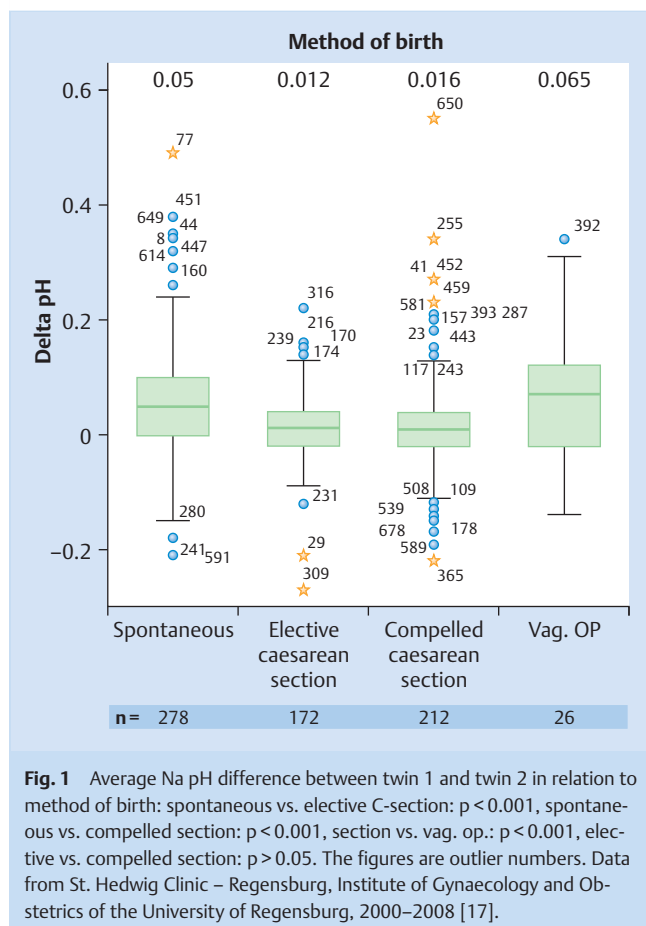 Method of birth
0.05 0.012 0.016 0.065
Delta pH
0.6
0.4
0.2
0
−0.2
77
451
649
44
8
447
614
160
280
241
591
316
216
239
170
174
231
29
309
650
255
41
452
459
581
157
393
287
23
443
117
243
508
109
539
678
178
589
365
392
Spontaneous
Elective
caesarean
section
Compelled
caesarean
section
Vag. OP
n = 278 172 212 26
Fig. 1 Average Na pH difference between twin 1 and twin 2 in relation to
method of birth: spontaneous vs. elective C-section: p < 0.001, spontane-
ous vs. compelled section: p < 0.001, section vs. vag. op.: p < 0.001, elec-
tive vs. compelled section: p > 0.05. The figures are outlier numbers. Data
from St. Hedwig Clinic – Regensburg, Institute of Gynaecology and Ob-
stetrics of the University of Regensburg, 2000–2008 [17].